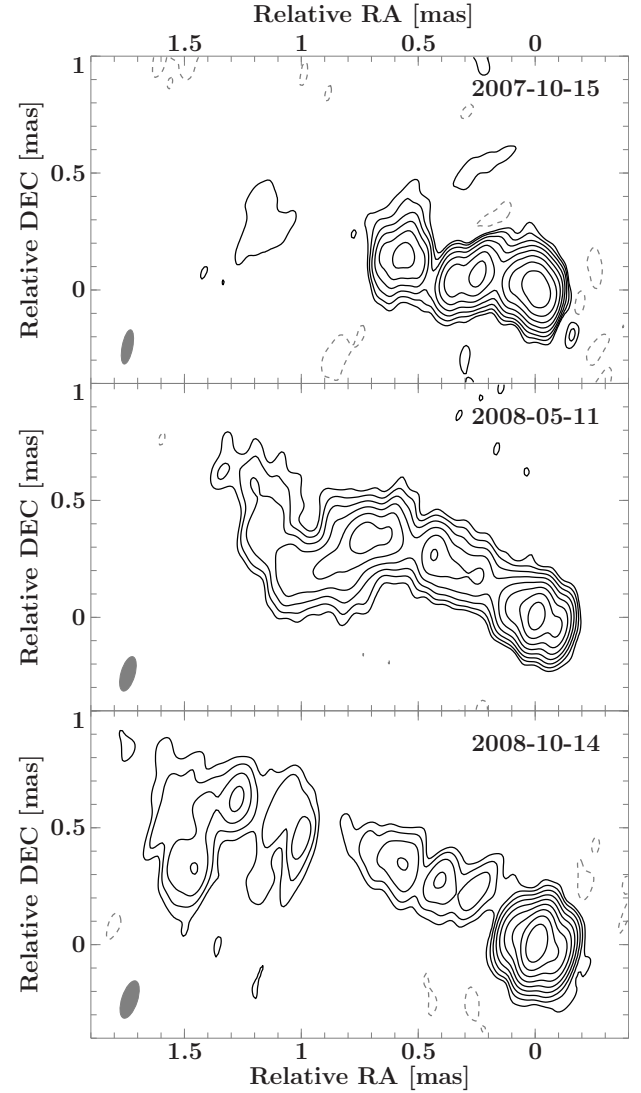 Relative RA [mas]
1.5 1 0.5 0
1
2007-10-15
0.5
0
Relative DEC [mas]
1
2008-05-11
0.5
0
Relative DEC [mas]
1
2008-10-14
0.5
0
Relative DEC [mas]
1.5 1 0.5 0
Relative RA [mas]